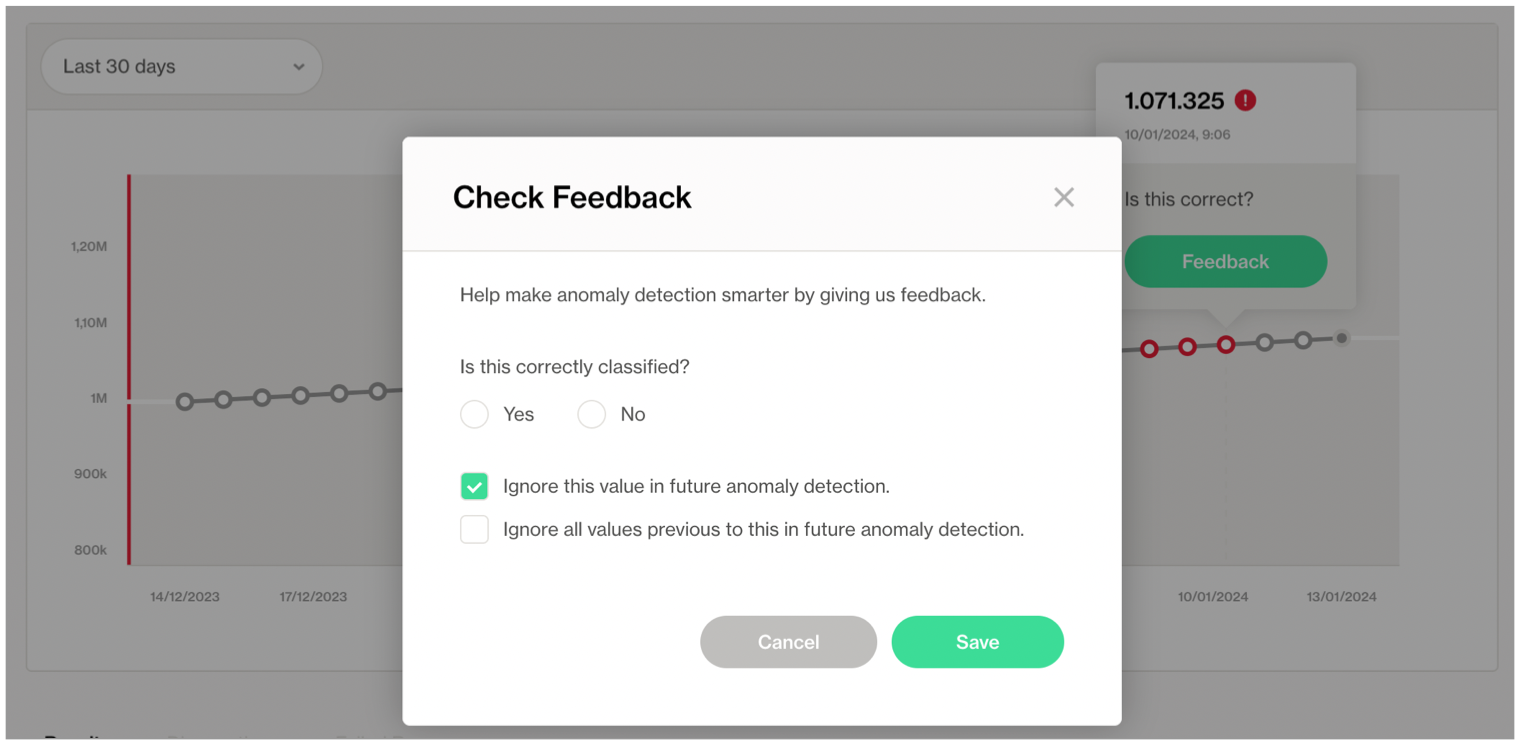 Last 30 days
1.071.325 !
10/01/2024, 9:06
Is this correct?
Feedback
Check Feedback
Help make anomaly detection smarter by giving us feedback.
Is this correctly classified?
Yes No
Ignore this value in future anomaly detection.
Ignore all values previous to this in future anomaly detection.
Cancel Save
1,20M
1,10M
1M
900k
800k
14/12/2023 17/12/2023 10/01/2024 13/01/2024